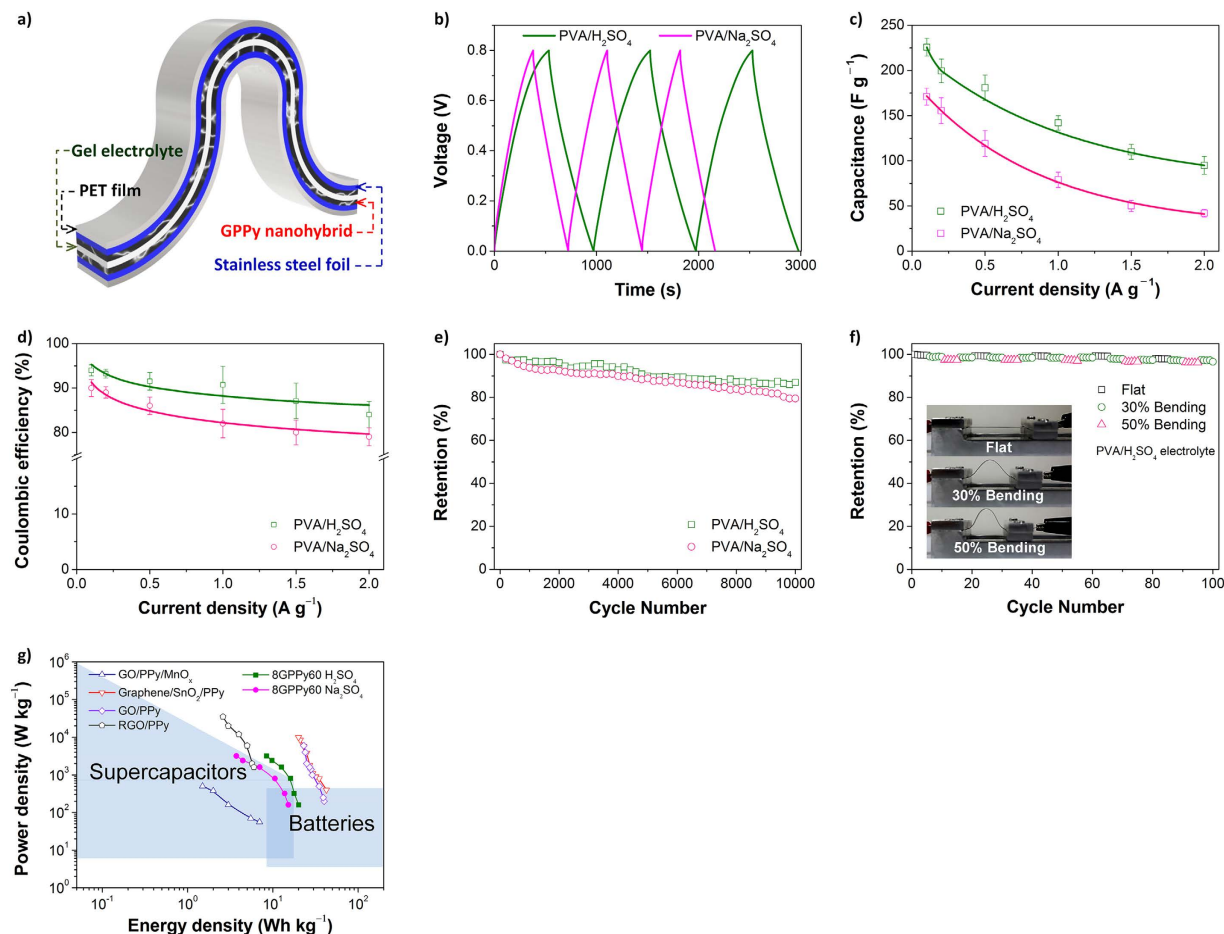 a)
Gel electrolyte
PET film
GPPy nanohybrid
Stainless steel foil
b)
PVA/H₂SO₄ PVA/Na₂SO₄
Voltage (V)
0.8
0.6
0.4
0.2
0.0
0 1000 2000 3000
Time (s)
c)
Capacitance (F g⁻¹)
250
200
150
100
50
0
PVA/H₂SO₄
PVA/Na₂SO₄
0.0 0.5 1.0 1.5 2.0
Current density (A g⁻¹)
d)
Coulombic efficiency (%)
100
90
80
10
0
PVA/H₂SO₄
PVA/Na₂SO₄
0.0 0.5 1.0 1.5 2.0
Current density (A g⁻¹)
e)
Retention (%)
100
80
60
40
20
0
PVA/H₂SO₄
PVA/Na₂SO₄
0 2000 4000 6000 8000 10000
Cycle Number
f)
Retention (%)
100
80
60
40
20
0
Flat
30% Bending
50% Bending
PVA/H₂SO₄ electrolyte
Flat
30% Bending
50% Bending
0 20 40 60 80 100
Cycle Number
g)
Power density (W kg⁻¹)
10⁶
10⁵
10⁴
10³
10²
10¹
10⁰
GO/PPy/MnOₓ 8GPPy60 H₂SO₄
Graphene/SnO₂/PPy 8GPPy60 Na₂SO₄
GO/PPy
RGO/PPy
Supercapacitors
Batteries
10⁻¹ 10⁰ 10¹ 10²
Energy density (Wh kg⁻¹)